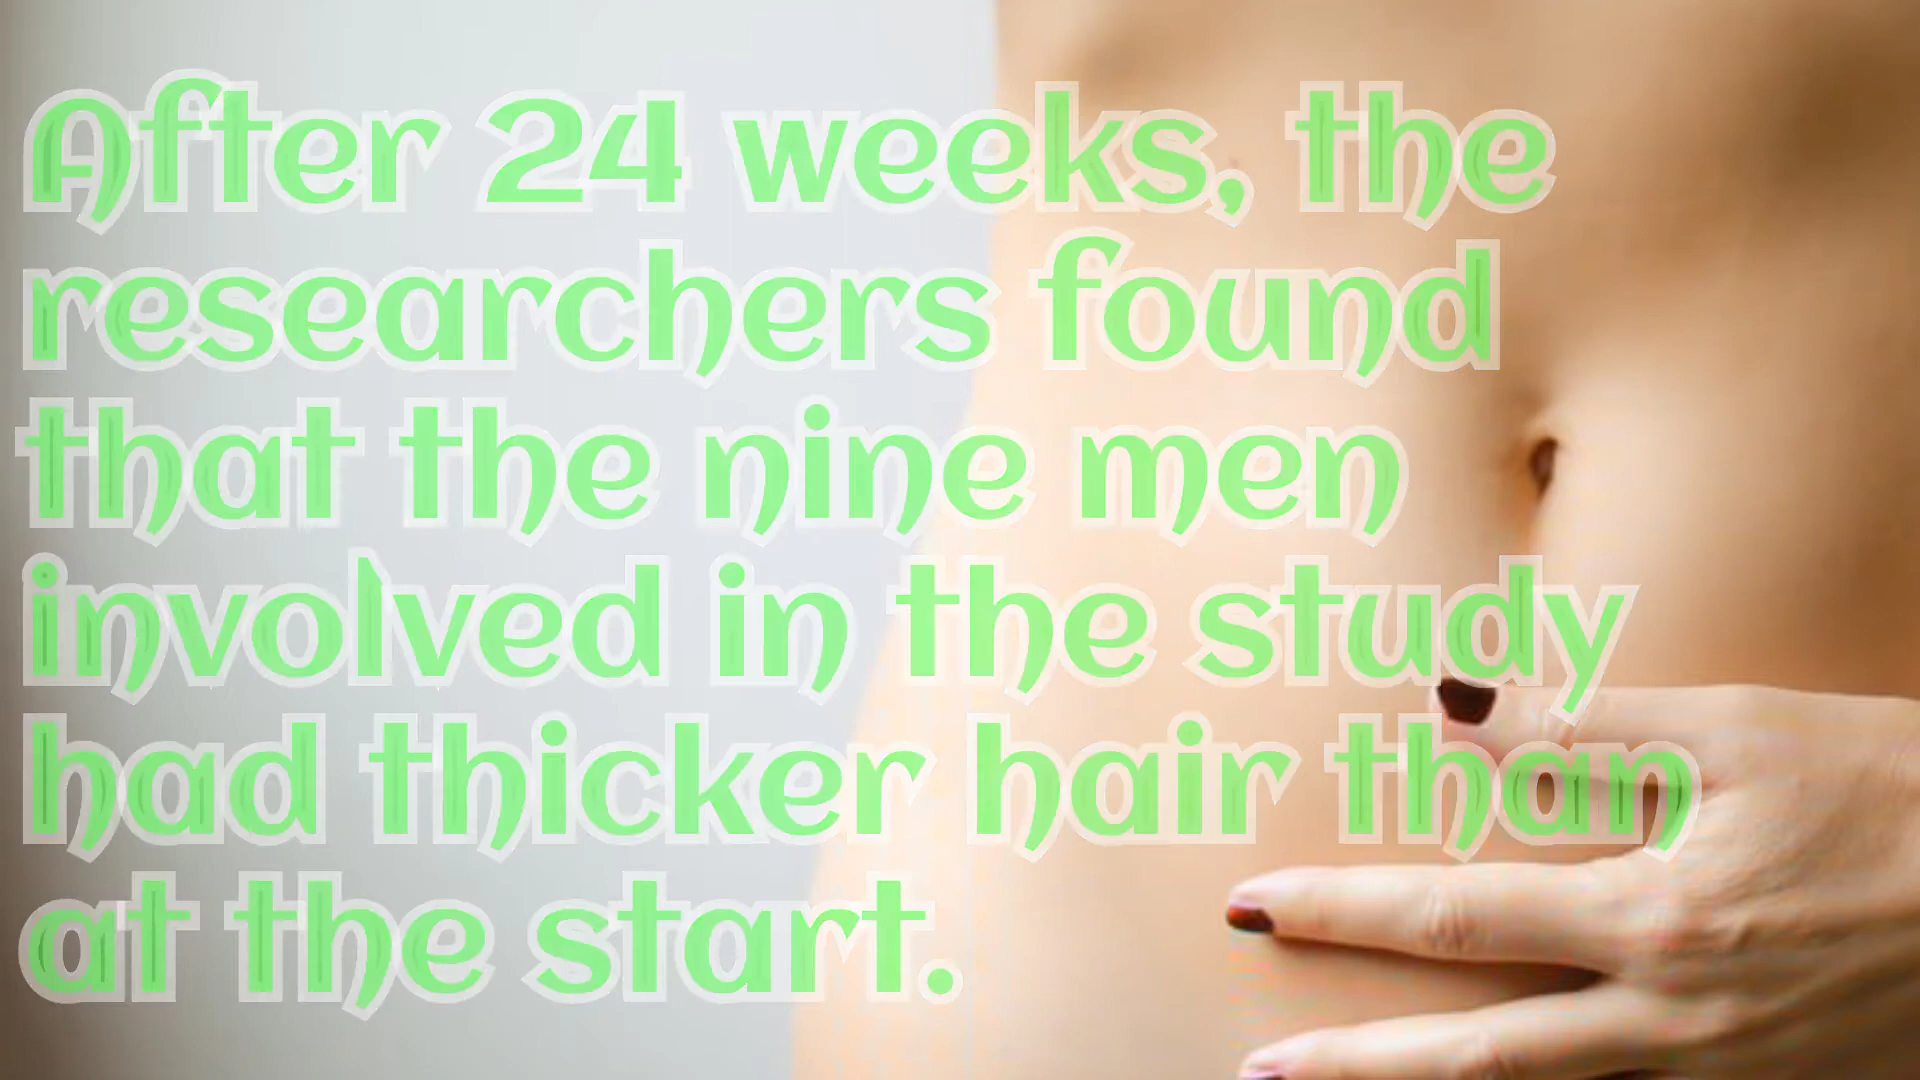 After 24 weeks, the
researchers found
that the nine men
involved in the study
had thicker hair than
at the start.